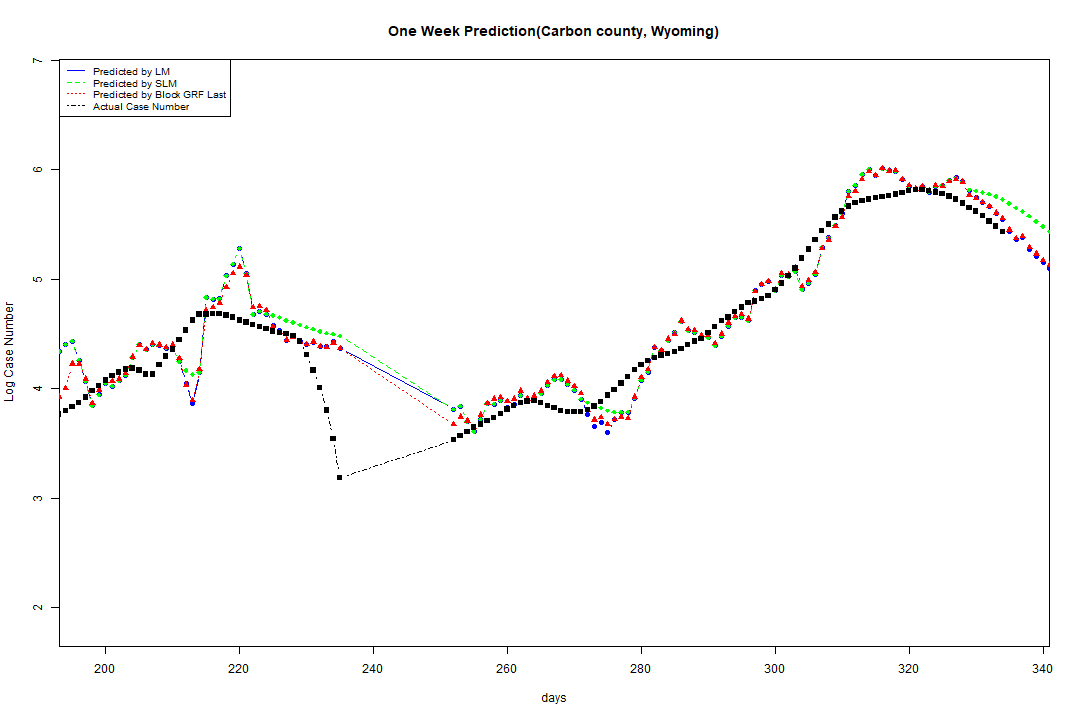 One Week Prediction(Carbon county, Wyoming)
Predicted by LM
Predicted by SLM
Predicted by Block GRF Last
Actual Case Number
Log Case Number
7
6
5
4
3
2
200 220 240 260 280 300 320 340
days